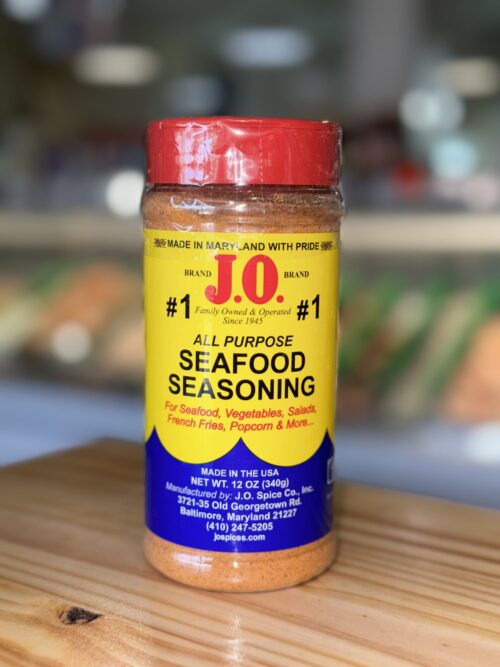 MADE IN MARYLAND WITH PRIDE
BRAND J.O. BRAND
#1 Family Owned & Operated #1
Since 1945
ALL PURPOSE
SEAFOOD
SEASONING
For Seafood, Vegetables, Salads,
French Fries, Popcorn & More...
MADE IN THE USA
NET WT. 12 OZ (340g)
Manufactured by: J.O. Spice Co., Inc.
3721-35 Old Georgetown Rd.
Baltimore, Maryland 21227
(410) 247-5205
jospices.com